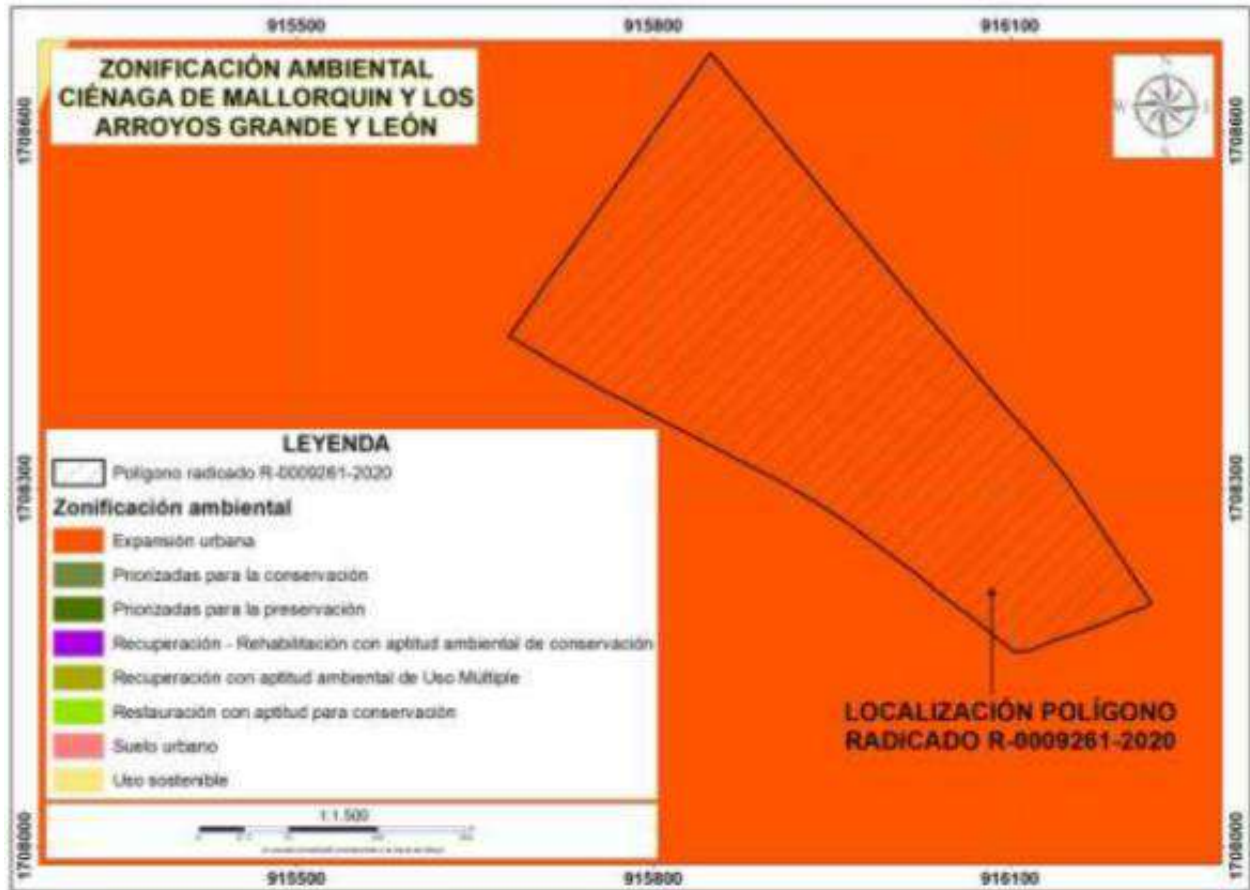 915500 915800 916100
ZONIFICACIÓN AMBIENTAL
CIÉNAGA DE MALLORQUIN Y LOS
ARROYOS GRANDE Y LEÓN
N
W E
S
1708600 1708600
LEYENDA
Polígono radicado R-0009261-2020
1708300 1708300
Zonificación ambiental
Expansión urbana
Priorizadas para la conservación
Priorizadas para la preservación
Recuperación - Rehabilitación con aptitud ambiental de conservación
Recuperación con aptitud ambiental de Uso Múltiple
Restauración con aptitud para conservación
Suelo urbano
Uso sostenible
LOCALIZACIÓN POLÍGONO
RADICADO R-0009261-2020
1:1.500
1708000 1708000
915500 915800 916100